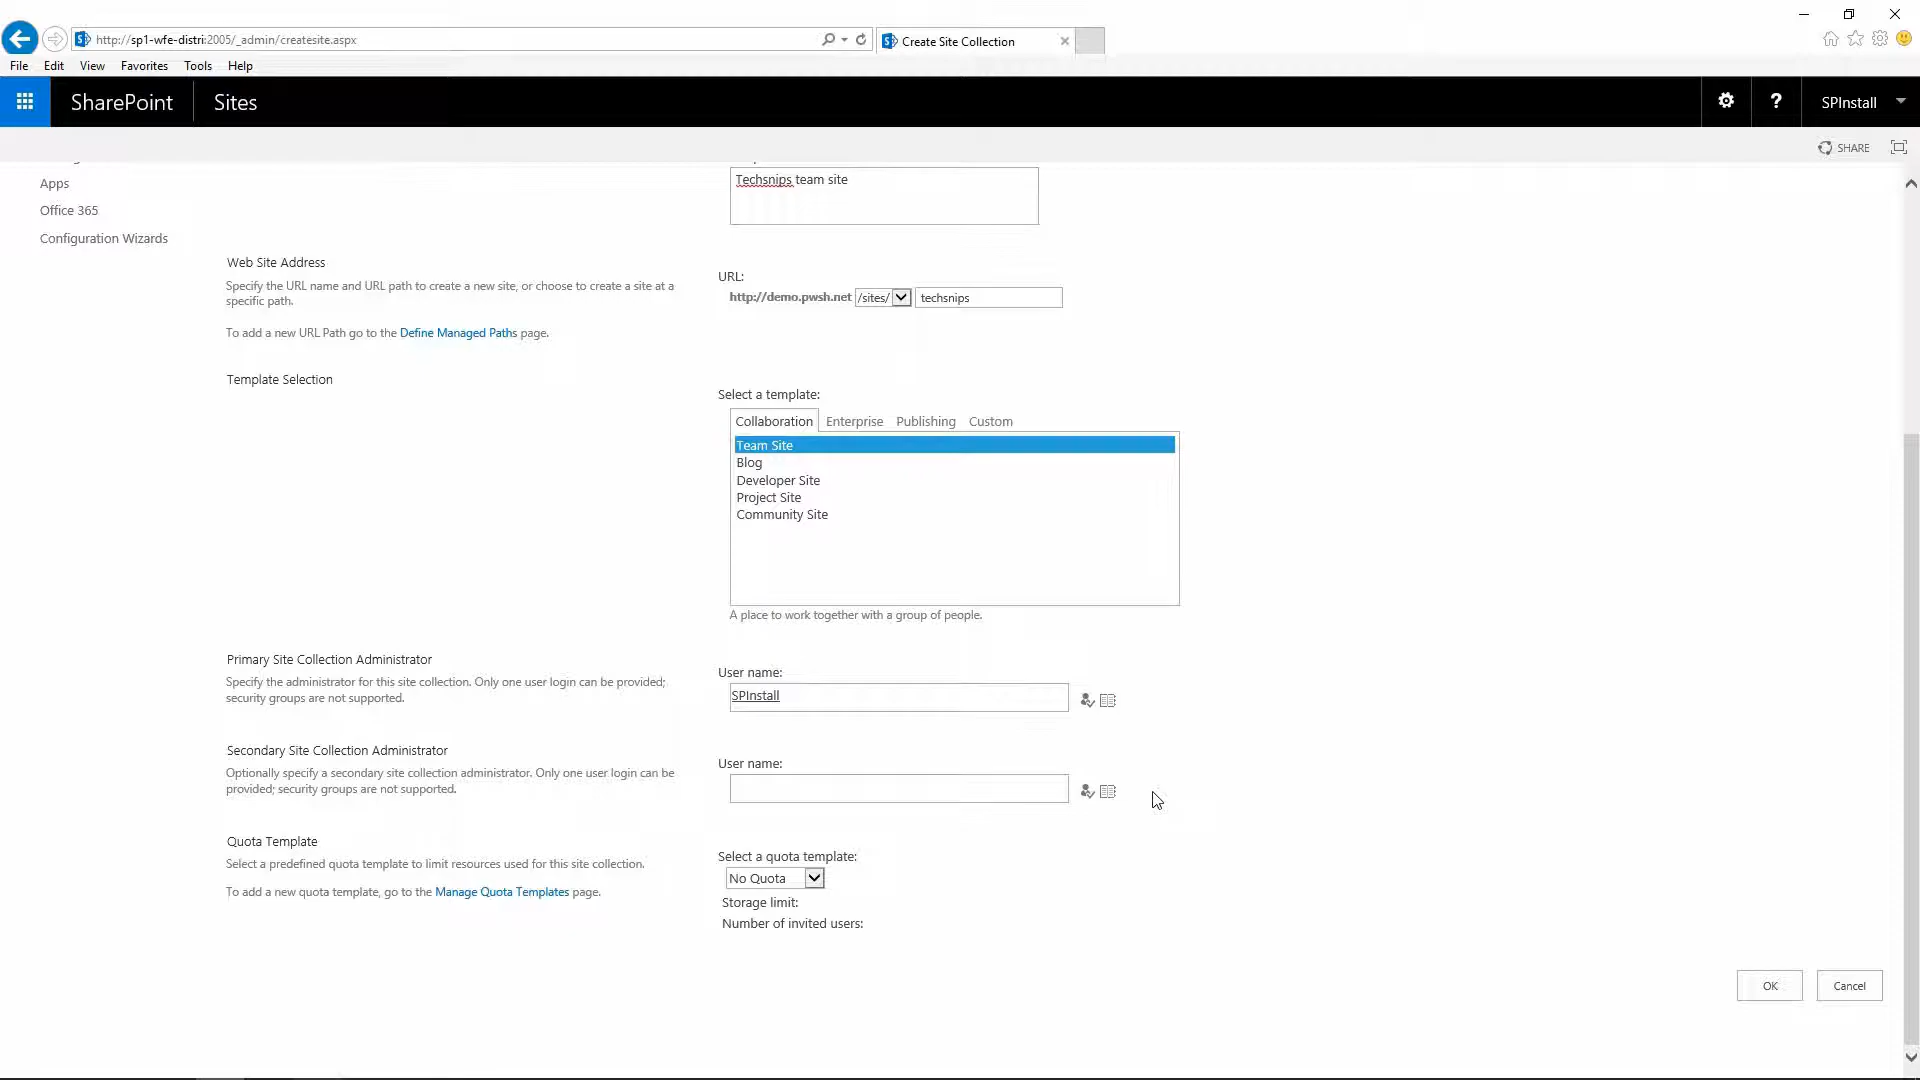 http://sp1-wfe-distri:2005/_admin/createsite.aspx
Create Site Collection
File Edit View Favorites Tools Help
SharePoint Sites
? SPInstall
SHARE
Techsnips team site
Apps
Office 365
Configuration Wizards
Web Site Address
Specify the URL name and URL path to create a new site, or choose to create a site at a
specific path.
To add a new URL Path go to the Define Managed Paths page.
URL:
http://demo.pwsh.net /sites/ techsnips
Template Selection
Select a template:
Collaboration Enterprise Publishing Custom
Team Site
Blog
Developer Site
Project Site
Community Site
A place to work together with a group of people.
Primary Site Collection Administrator
Specify the administrator for this site collection. Only one user login can be provided;
security groups are not supported.
User name:
SPInstall
Secondary Site Collection Administrator
Optionally specify a secondary site collection administrator. Only one user login can be
provided; security groups are not supported.
User name:
Quota Template
Select a predefined quota template to limit resources used for this site collection.
To add a new quota template, go to the Manage Quota Templates page.
Select a quota template:
No Quota
Storage limit:
Number of invited users:
OK Cancel